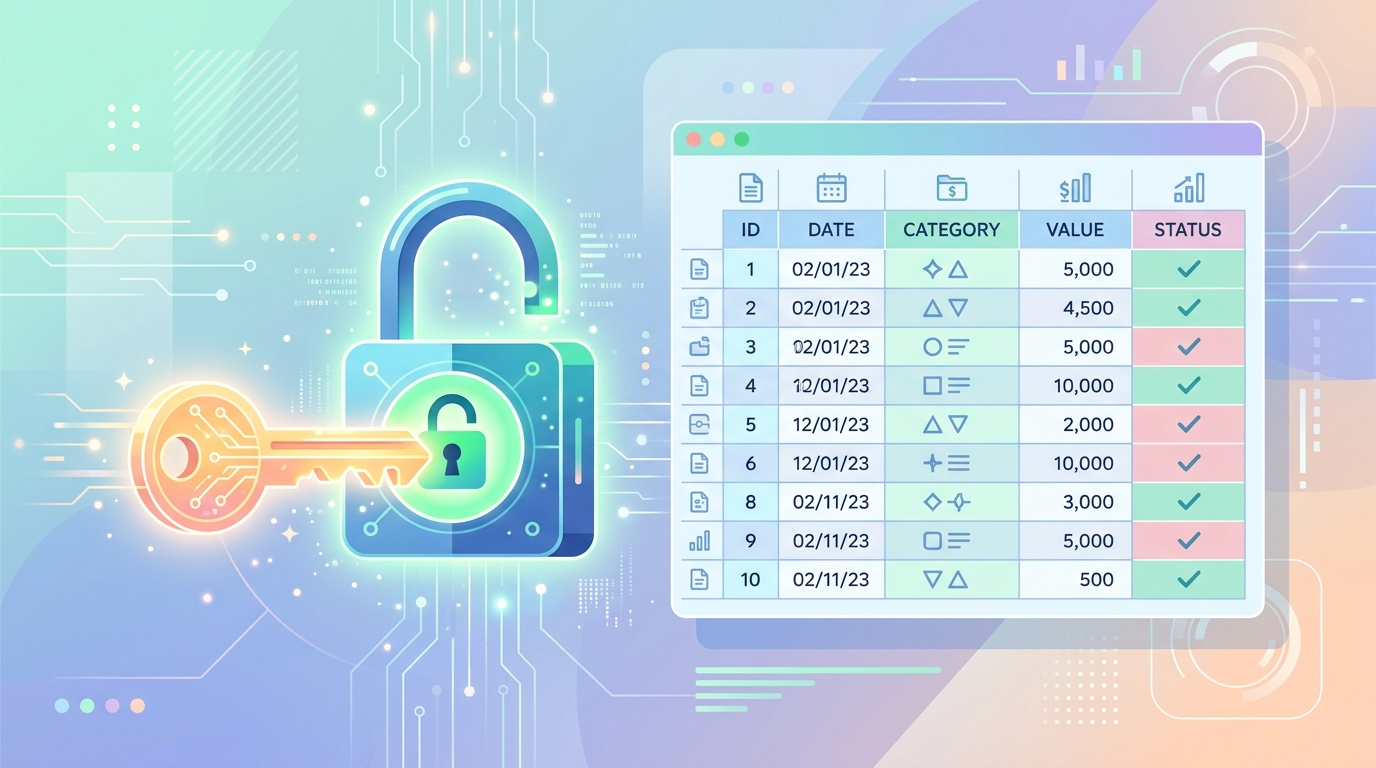 ID DATE CATEGORY VALUE STATUS
1 02/01/23 5,000
2 02/01/23 4,500
3 02/01/23 5,000
4 12/01/23 10,000
5 12/01/23 2,000
6 12/01/23 10,000
8 02/11/23 3,000
9 02/11/23 5,000
10 02/11/23 500